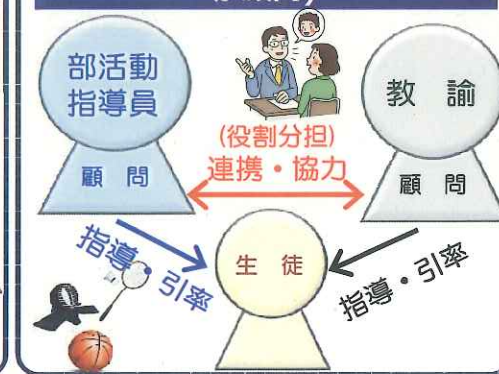 部活動
指導員
顧問
教諭
顧問
(役割分担)
連携・協力
生徒
指導・引率
指導・引率